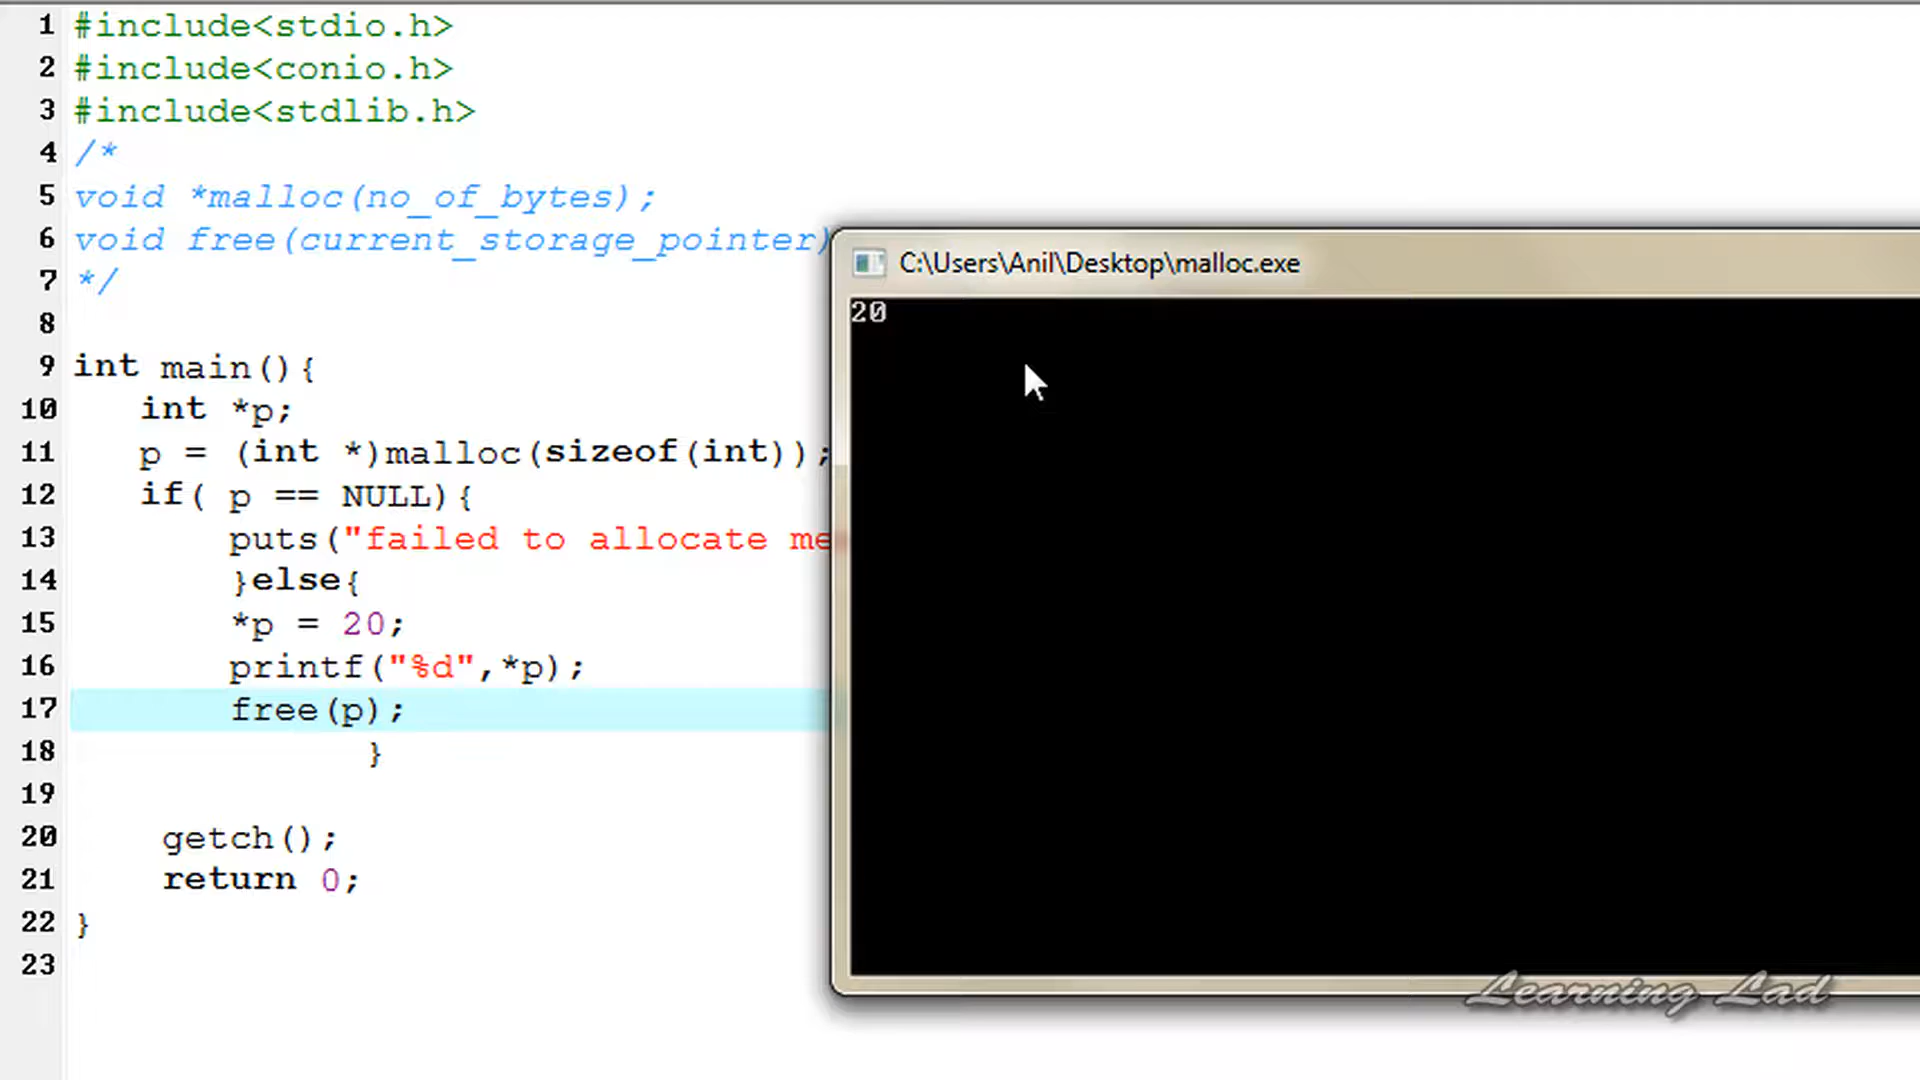 1 #include<stdio.h>
2 #include<conio.h>
3 #include<stdlib.h>
4 /*
5 void *malloc(no_of_bytes);
6 void free(current_storage_pointer)
7 */
8
9 int main(){
10 int *p;
11 p = (int *)malloc(sizeof(int));
12 if( p == NULL){
13 puts("failed to allocate me
14 }else{
15 *p = 20;
16 printf("%d",*p);
17 free(p);
18 }
19
20 getch();
21 return 0;
22 }
23
C:\Users\Anil\Desktop\malloc.exe
20
Learning Lad